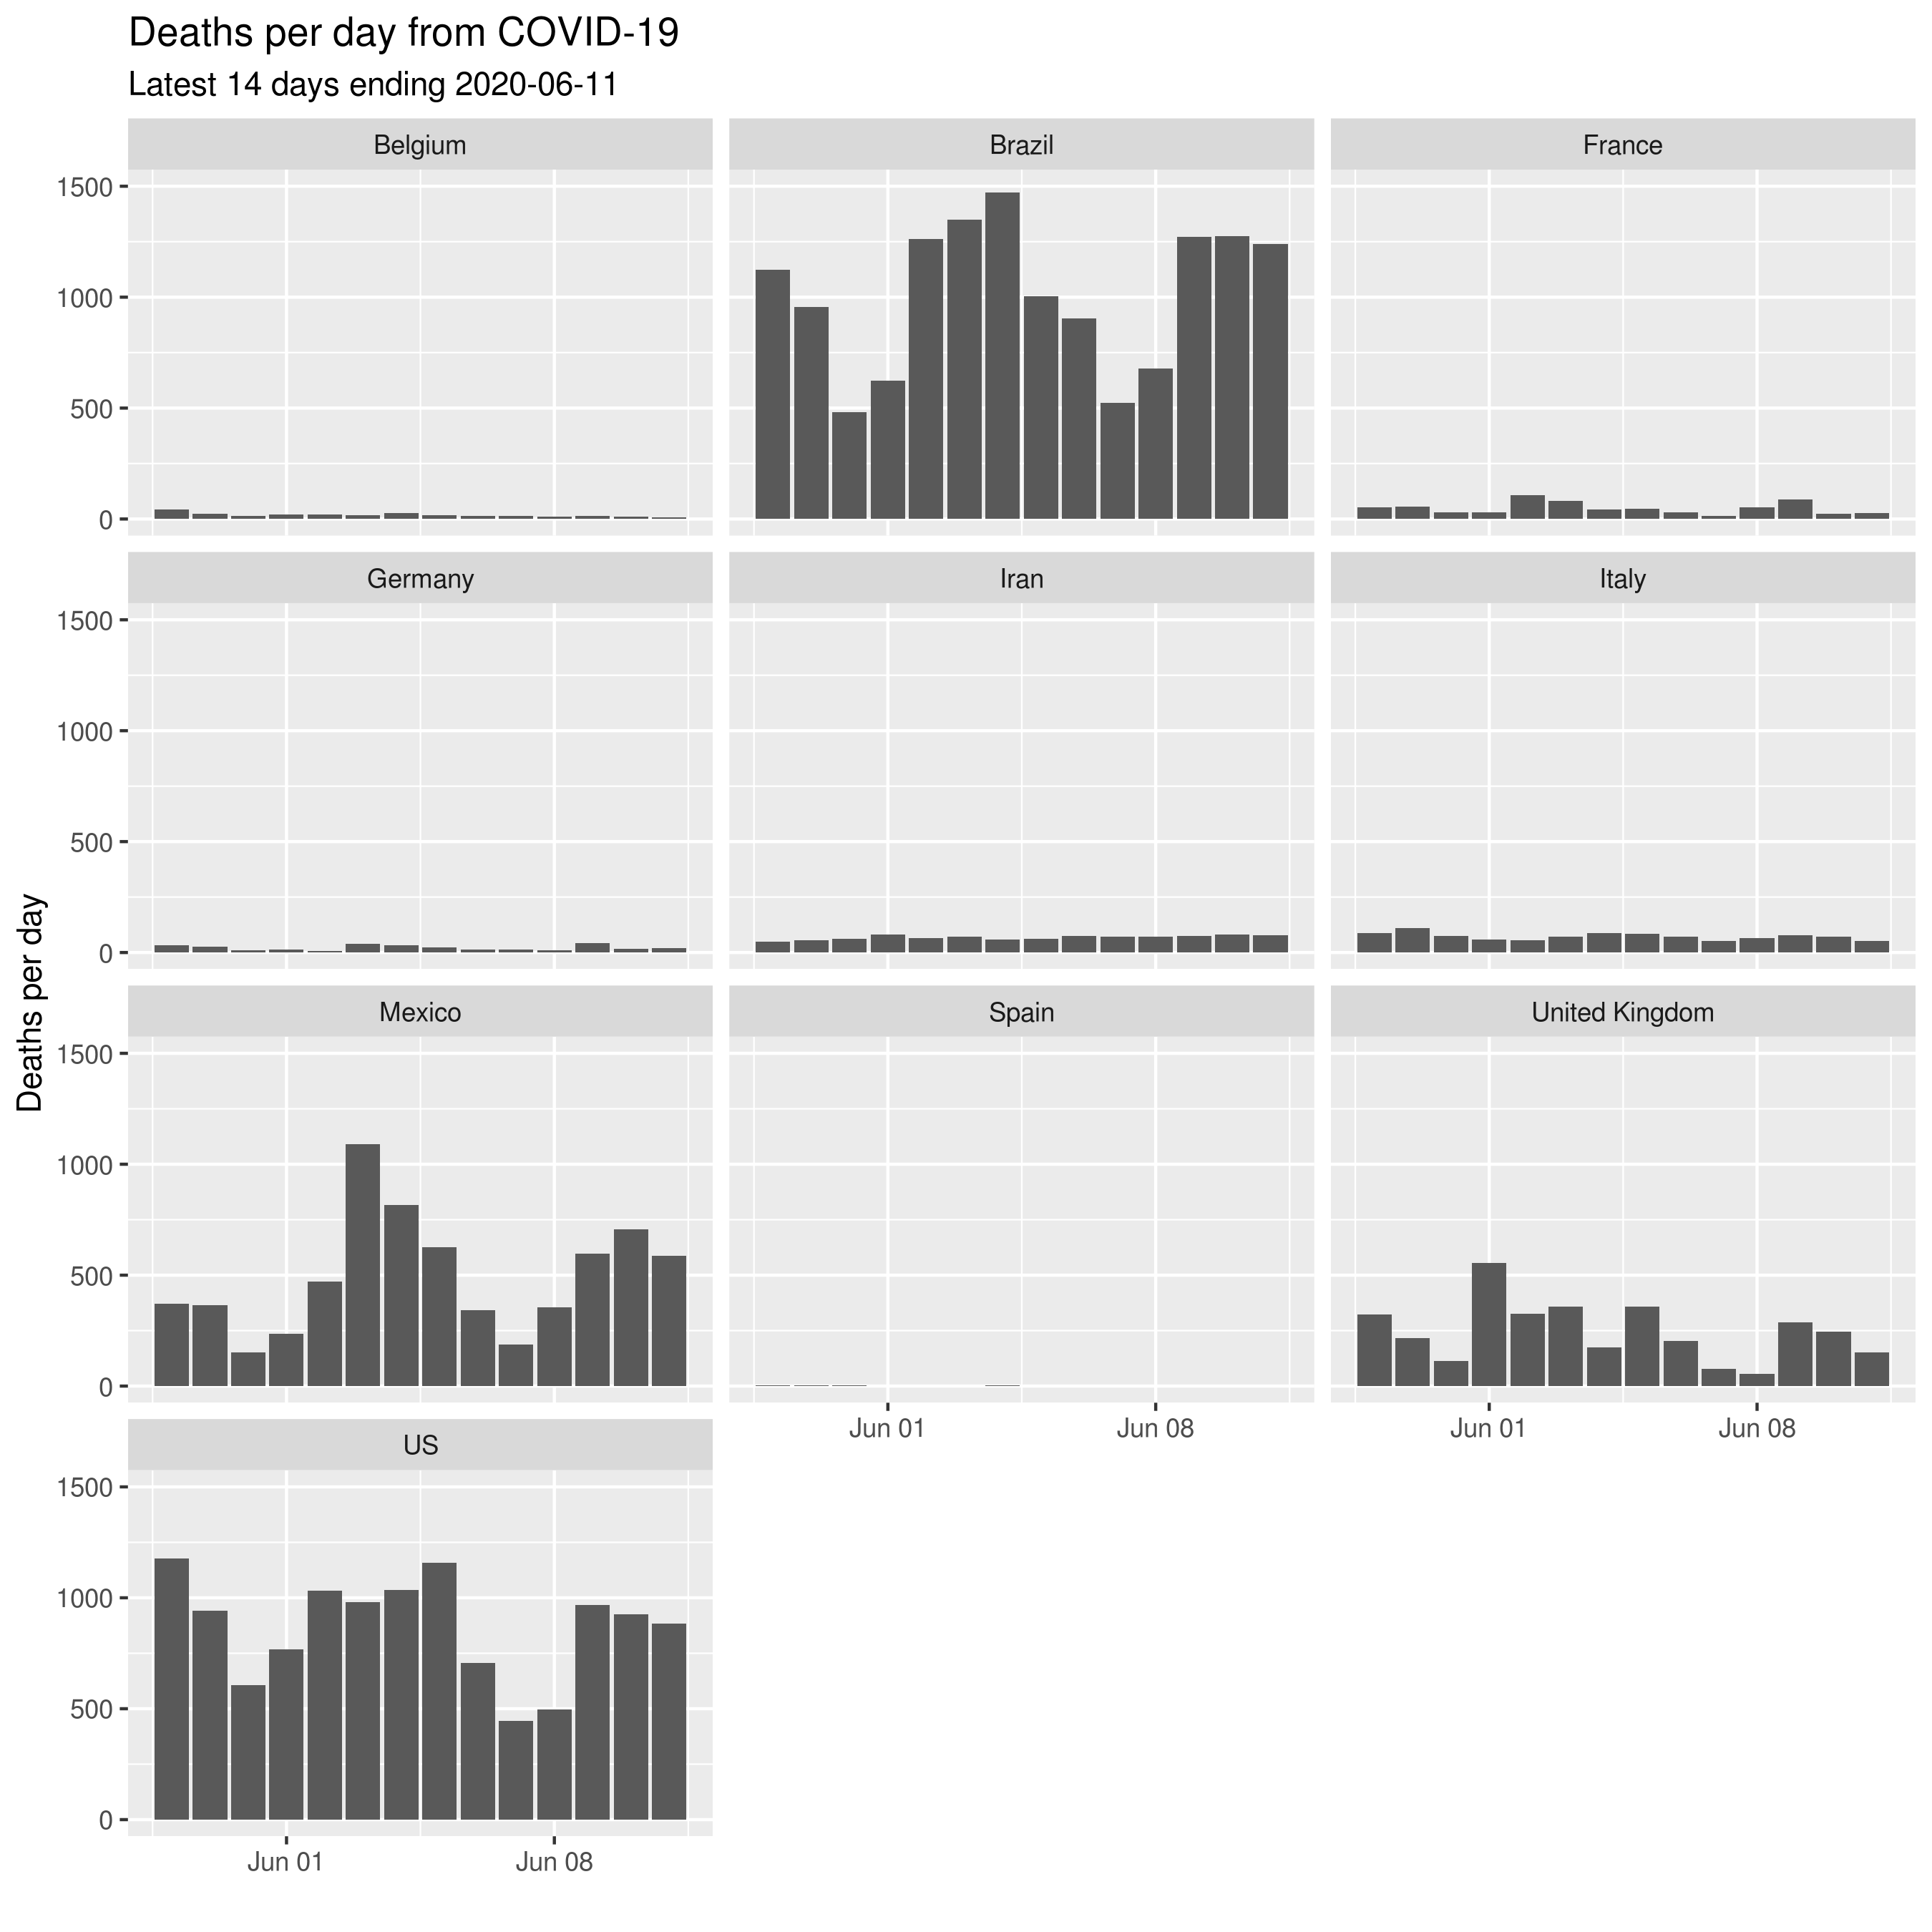 Deaths per day from COVID-19
Latest 14 days ending 2020-06-11
Belgium
Brazil
France
1500
1000
500
0
Germany
Iran
Italy
1500
1000
500
0
Deaths per day
Mexico
Spain
United Kingdom
1500
1000
500
0
Jun 01
Jun 08
Jun 01
Jun 08
US
1500
1000
500
0
Jun 01
Jun 08